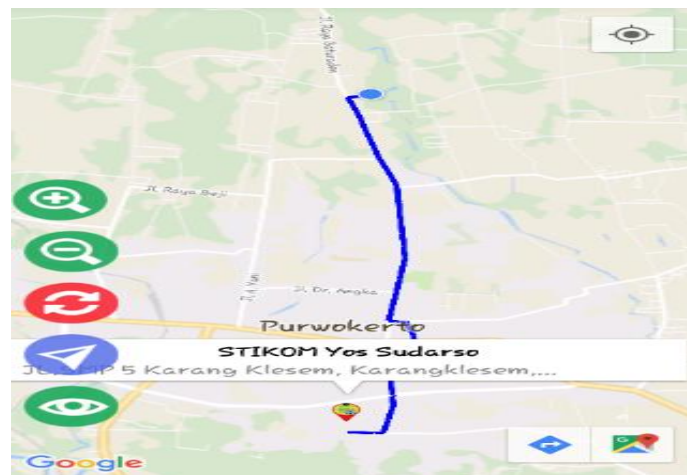 Jl. Raya Baturaden
Jl. Raya Beji
Jl. A Yani
Jl. Dr. Angka
Purwokerto
STIKOM Yos Sudarso
5 Karang Klesem, Karangklesem,...
Google